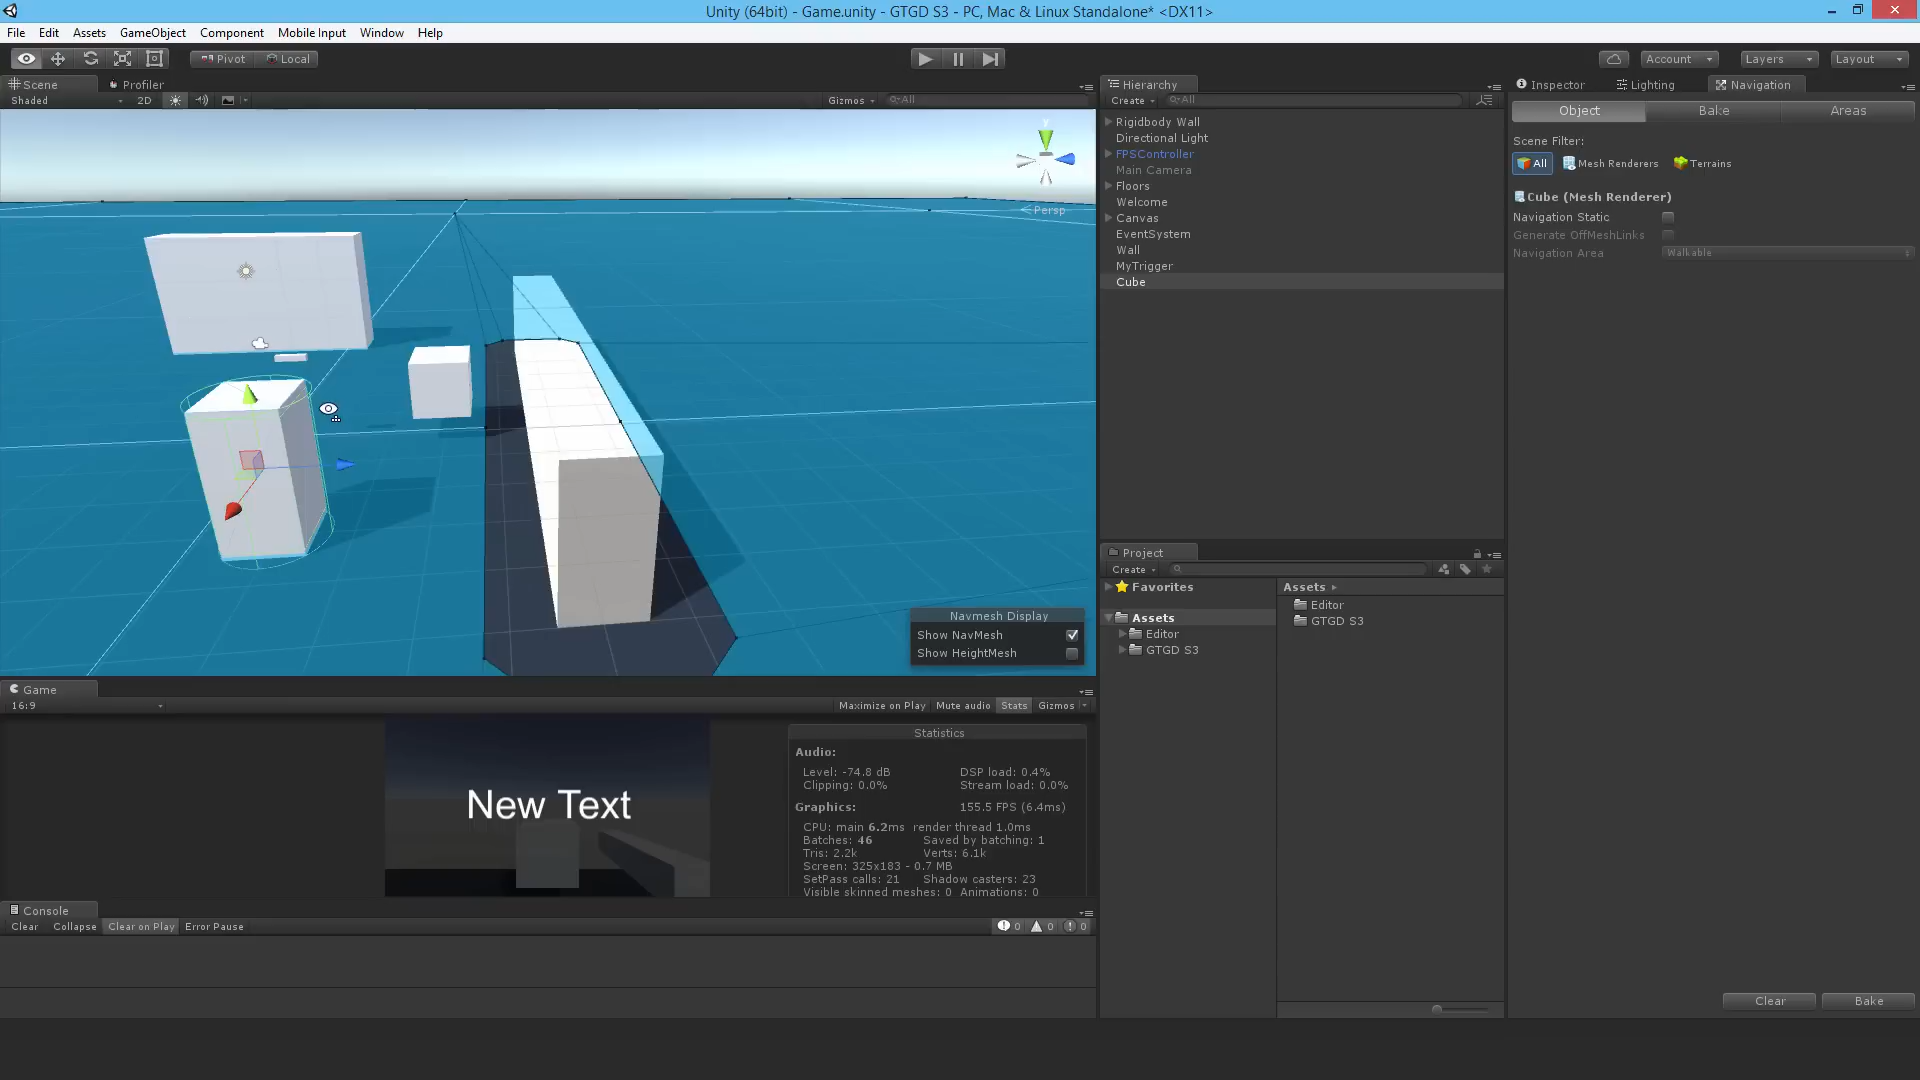 Unity (64bit) - Game.unity - GTGD S3 - PC, Mac & Linux Standalone* <DX11>
File Edit Assets GameObject Component Mobile Input Window Help
Pivot Local Account Layers Layout
Scene Profiler
Shaded 2D Gizmos All
y
Persp
Navmesh Display
Show NavMesh
Show HeightMesh
Game
16:9 Maximize on Play Mute audio Stats Gizmos
New Text
Statistics
Audio:
Level: -74.8 dB DSP load: 0.4%
Clipping: 0.0% Stream load: 0.0%
Graphics: 155.5 FPS (6.4ms)
CPU: main 6.2ms render thread 1.0ms
Batches: 46 Saved by batching: 1
Tris: 2.2k Verts: 6.1k
Screen: 325x183 - 0.7 MB
SetPass calls: 21 Shadow casters: 23
Visible skinned meshes: 0 Animations: 0
Console
Clear Collapse Clear on Play Error Pause 0 0 0
Hierarchy
Create All
Rigidbody Wall
Directional Light
FPSController
Main Camera
Floors
Welcome
Canvas
EventSystem
Wall
MyTrigger
Cube
Project
Create
Favorites
Assets
Editor
GTGD S3
Assets
Editor
GTGD S3
Inspector Lighting Navigation
Object Bake Areas
Scene Filter:
All Mesh Renderers Terrains
Cube (Mesh Renderer)
Navigation Static
Generate OffMeshLinks
Navigation Area Walkable
Clear Bake